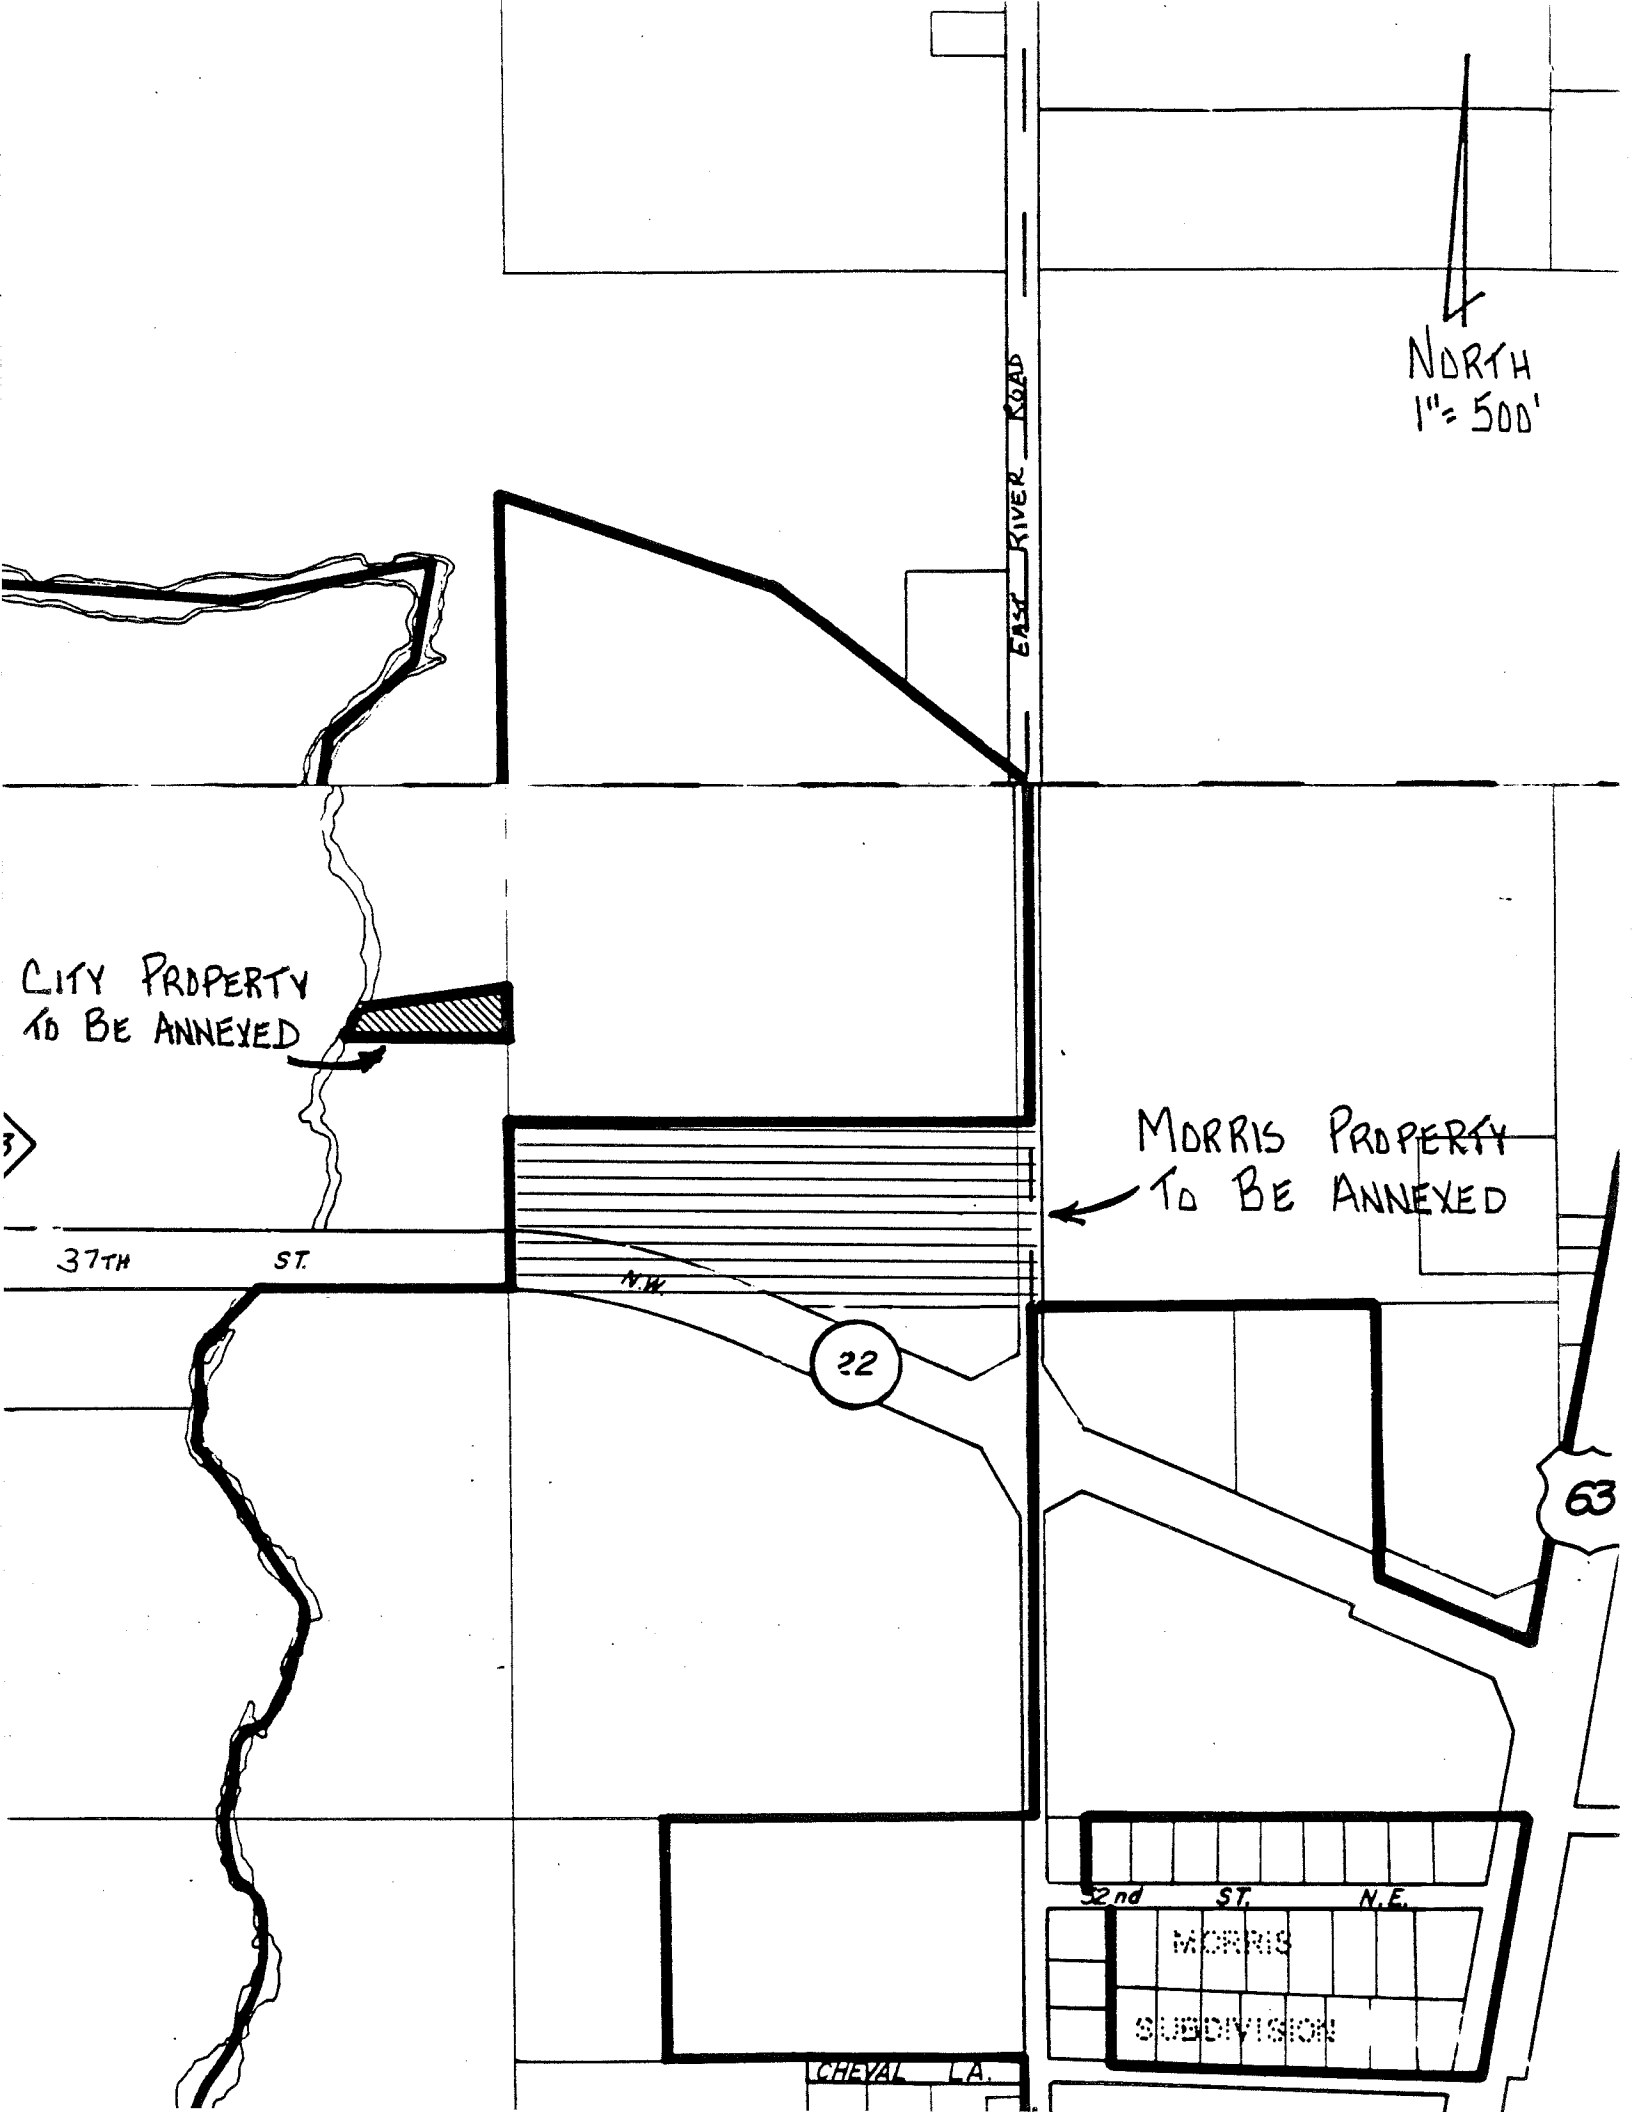 NORTH
1"= 500'
EAST RIVER ROAD
CITY PROPERTY
TO BE ANNEXED
MORRIS PROPERTY
TO BE ANNEXED
3
37TH ST.
N.W.
22
63
52nd ST. N.E.
MORRIS
SUBDIVISION
CHEVAL LA.